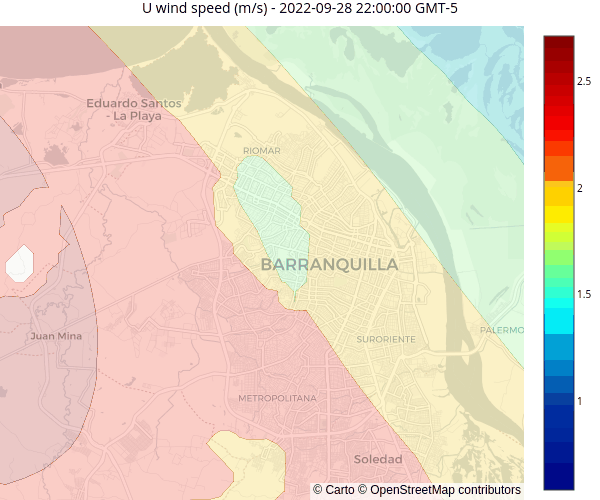 U wind speed (m/s) - 2022-09-28 22:00:00 GMT-5
2.5
Eduardo Santos
- La Playa
RIOMAR
2
BARRANQUILLA
1.5
Juan Mina
SURORIENTE
PALERMO
METROPOLITANA
1
Soledad
© Carto © OpenStreetMap contributors